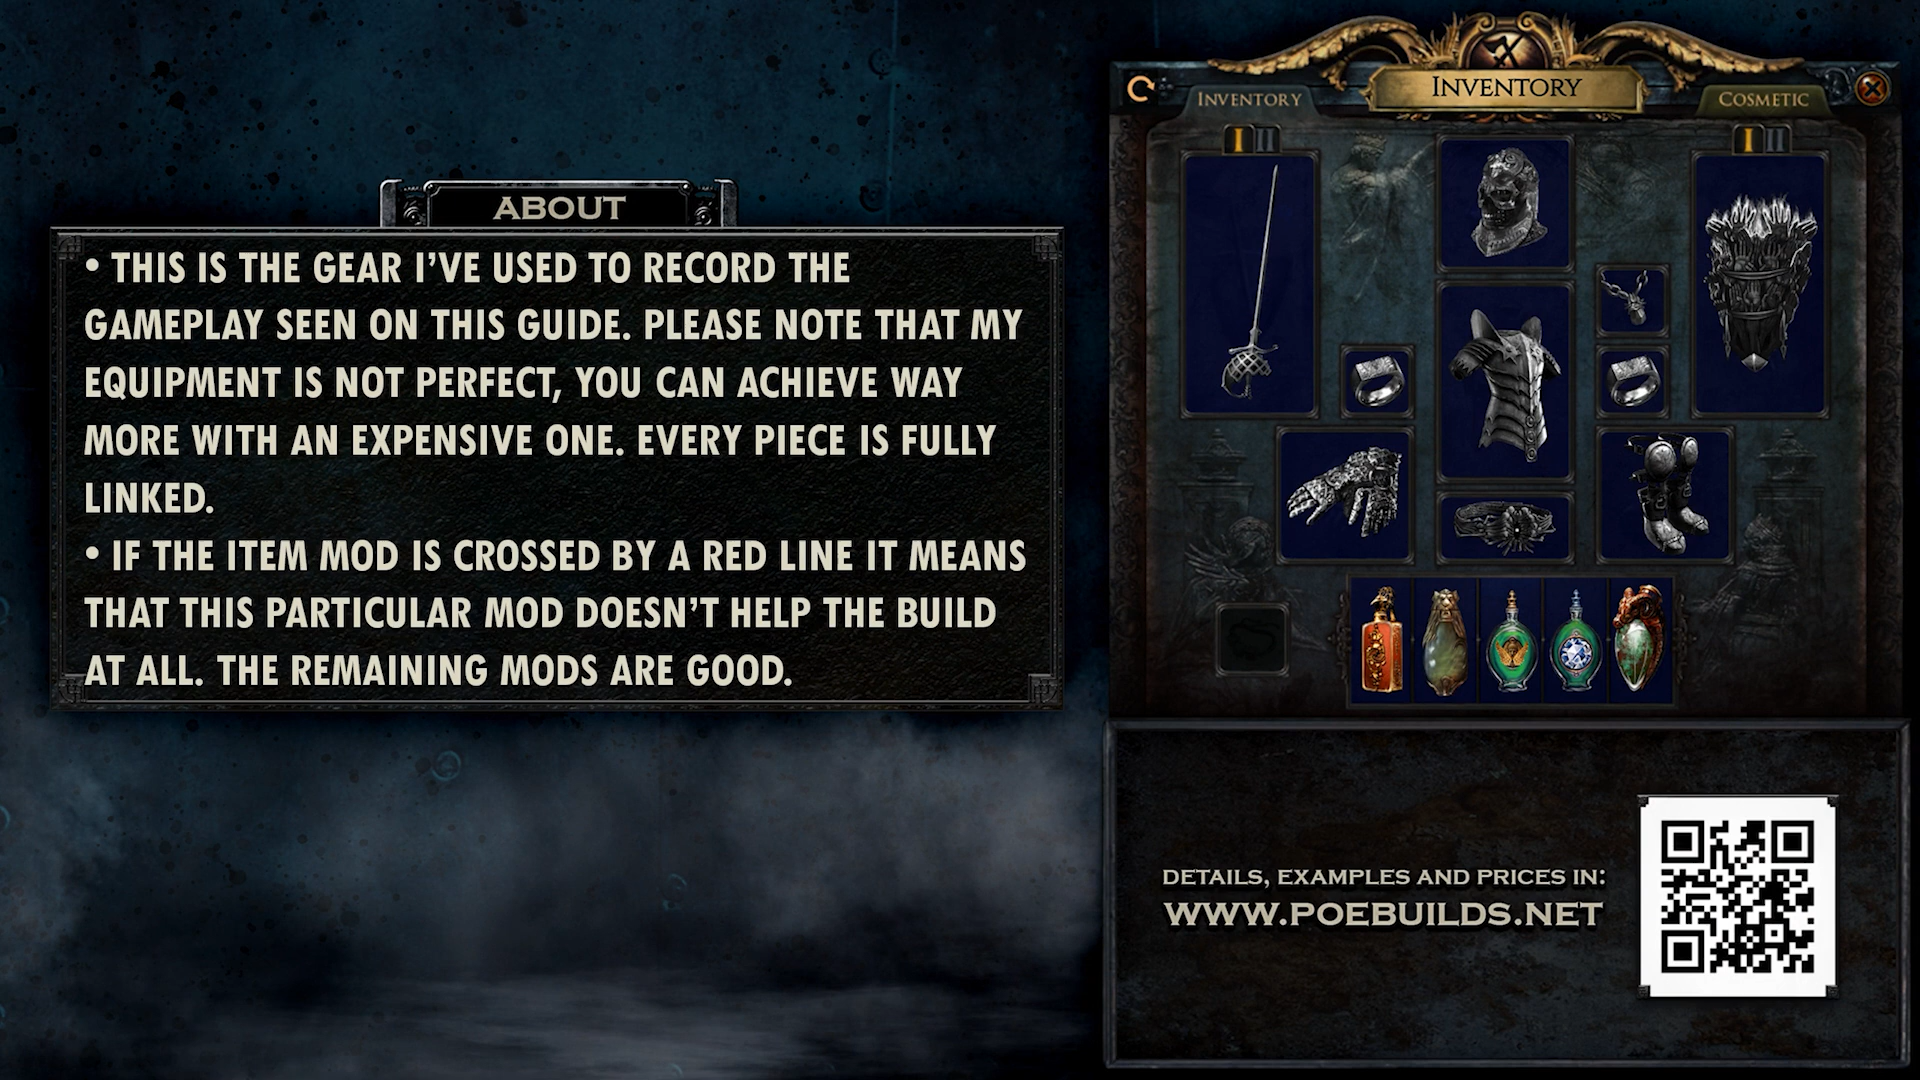 ABOUT
• THIS IS THE GEAR I'VE USED TO RECORD THE
GAMEPLAY SEEN ON THIS GUIDE. PLEASE NOTE THAT MY
EQUIPMENT IS NOT PERFECT, YOU CAN ACHIEVE WAY
MORE WITH AN EXPENSIVE ONE. EVERY PIECE IS FULLY
LINKED.
• IF THE ITEM MOD IS CROSSED BY A RED LINE IT MEANS
THAT THIS PARTICULAR MOD DOESN'T HELP THE BUILD
AT ALL. THE REMAINING MODS ARE GOOD.
INVENTORY
INVENTORY
COSMETIC
I II
I II
DETAILS, EXAMPLES AND PRICES IN:
WWW.POEBUILDS.NET